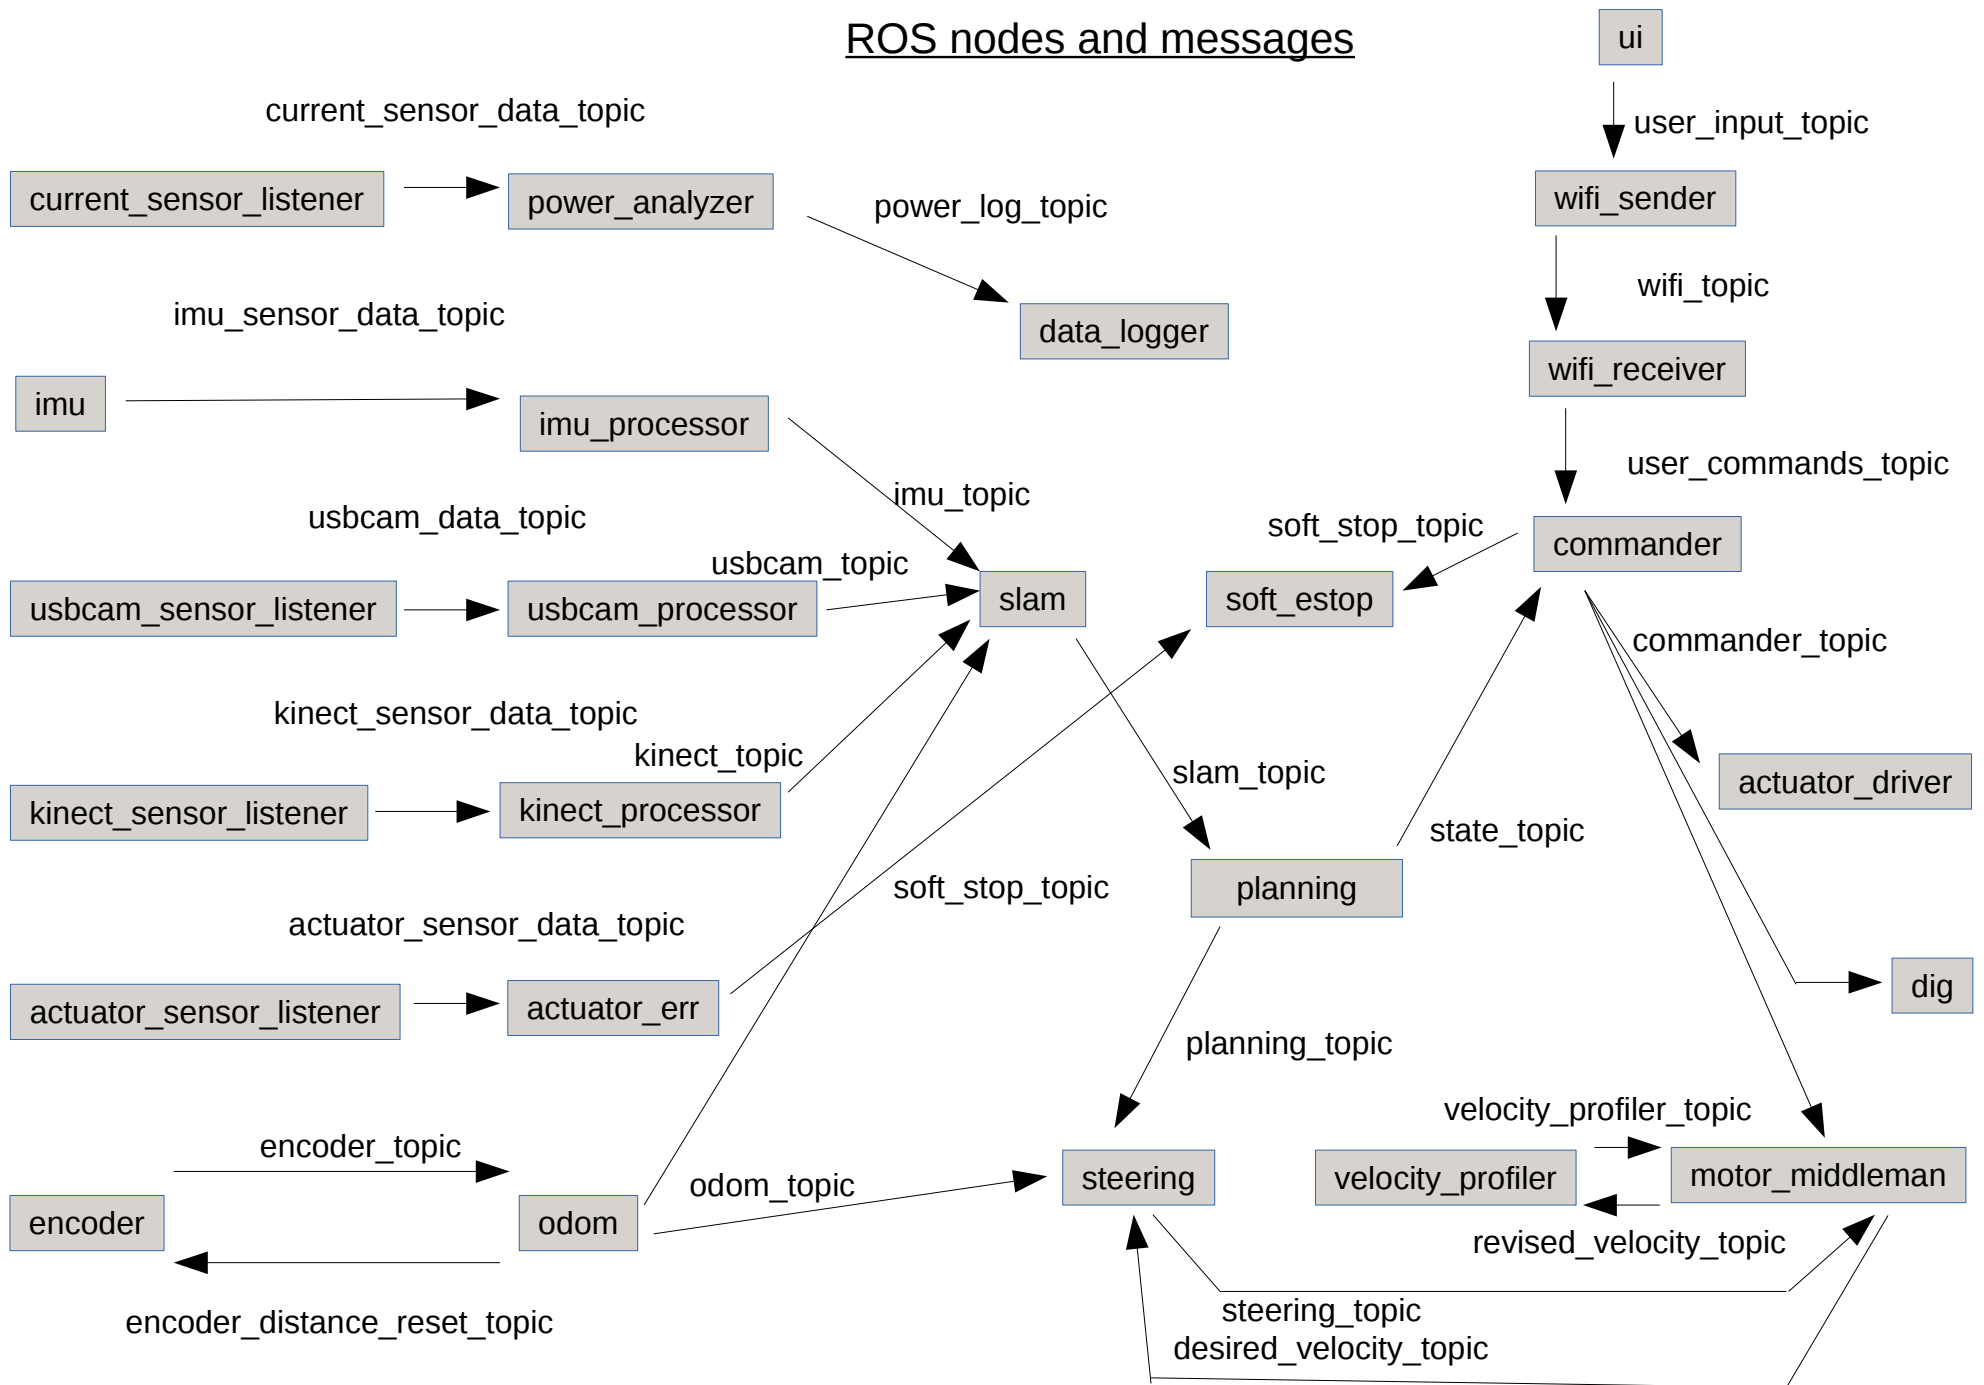 ROS nodes and messages
ui
current_sensor_data_topic
user_input_topic
current_sensor_listener
power_analyzer
power_log_topic
wifi_sender
imu_sensor_data_topic
data_logger
wifi_topic
wifi_receiver
imu
imu_processor
imu_topic
user_commands_topic
usbcam_data_topic
usbcam_topic
soft_stop_topic
commander
usbcam_sensor_listener
usbcam_processor
slam
soft_estop
commander_topic
kinect_sensor_data_topic
kinect_topic
slam_topic
actuator_driver
kinect_sensor_listener
kinect_processor
state_topic
soft_stop_topic
planning
actuator_sensor_data_topic
actuator_sensor_listener
actuator_err
dig
planning_topic
velocity_profiler_topic
encoder_topic
odom_topic
steering
velocity_profiler
motor_middleman
encoder
odom
revised_velocity_topic
encoder_distance_reset_topic
steering_topic
desired_velocity_topic